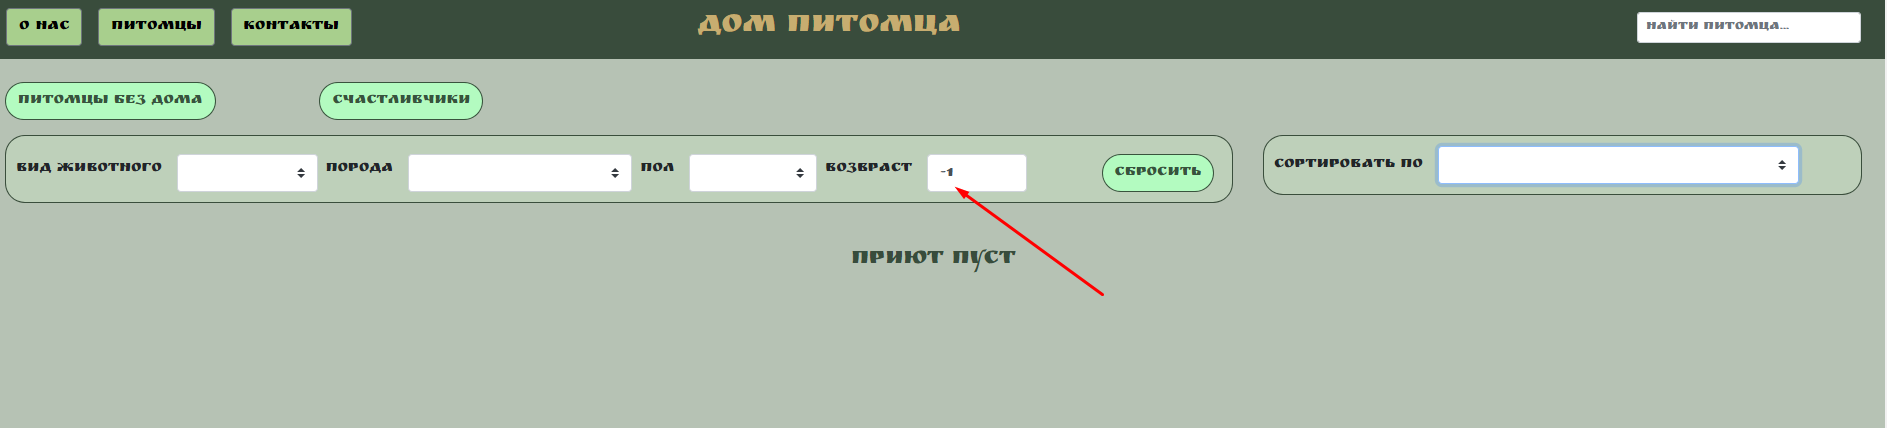 О НАС ПИТОМЦЫ КОНТАКТЫ ДОМ ПИТОМЦА НАЙТИ ПИТОМЦА...
ПИТОМЦЫ БЕЗ ДОМА СЧАСТЛИВЧИКИ
ВИД ЖИВОТНОГО ПОРОДА ПОЛ ВОЗВРАСТ -1 СБРОСИТЬ СОРТИРОВАТЬ ПО
ПРИЮТ ПУСТ